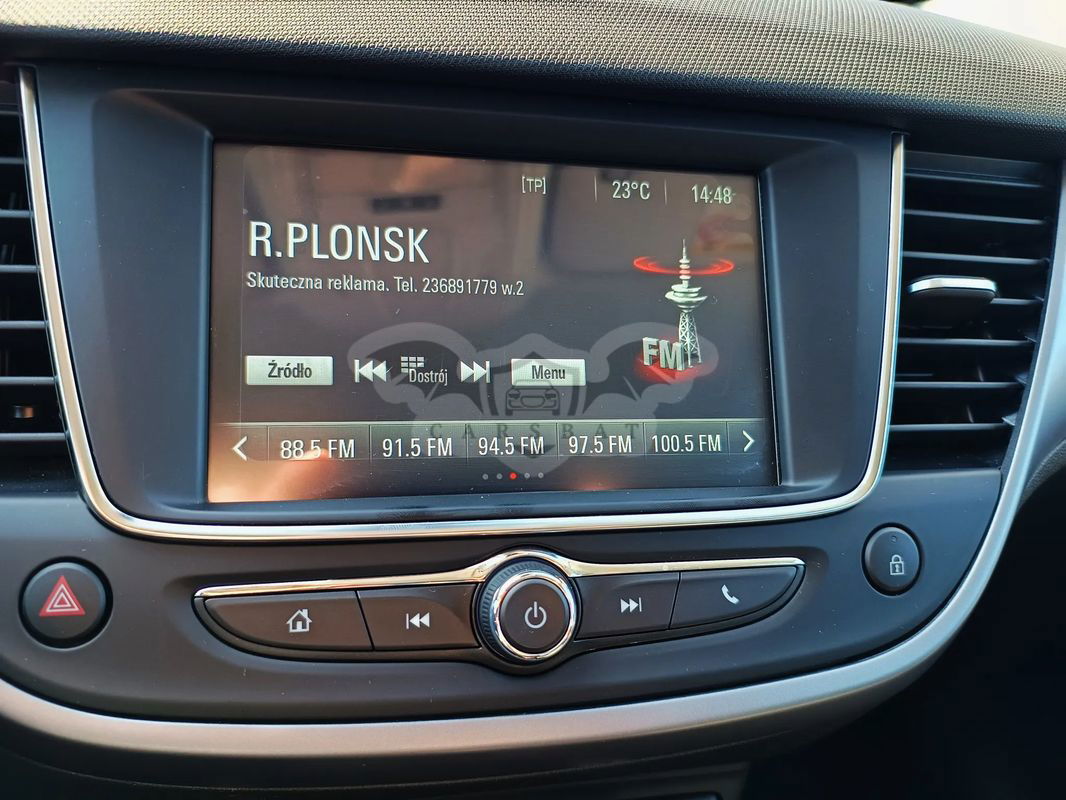 [TP] 23°C 14:48
R.PLONSK
Skuteczna reklama. Tel. 236891779 w.2
FM
Źródło Dostrój Menu
CARSBAT
88.5 FM 91.5 FM 94.5 FM 97.5 FM 100.5 FM